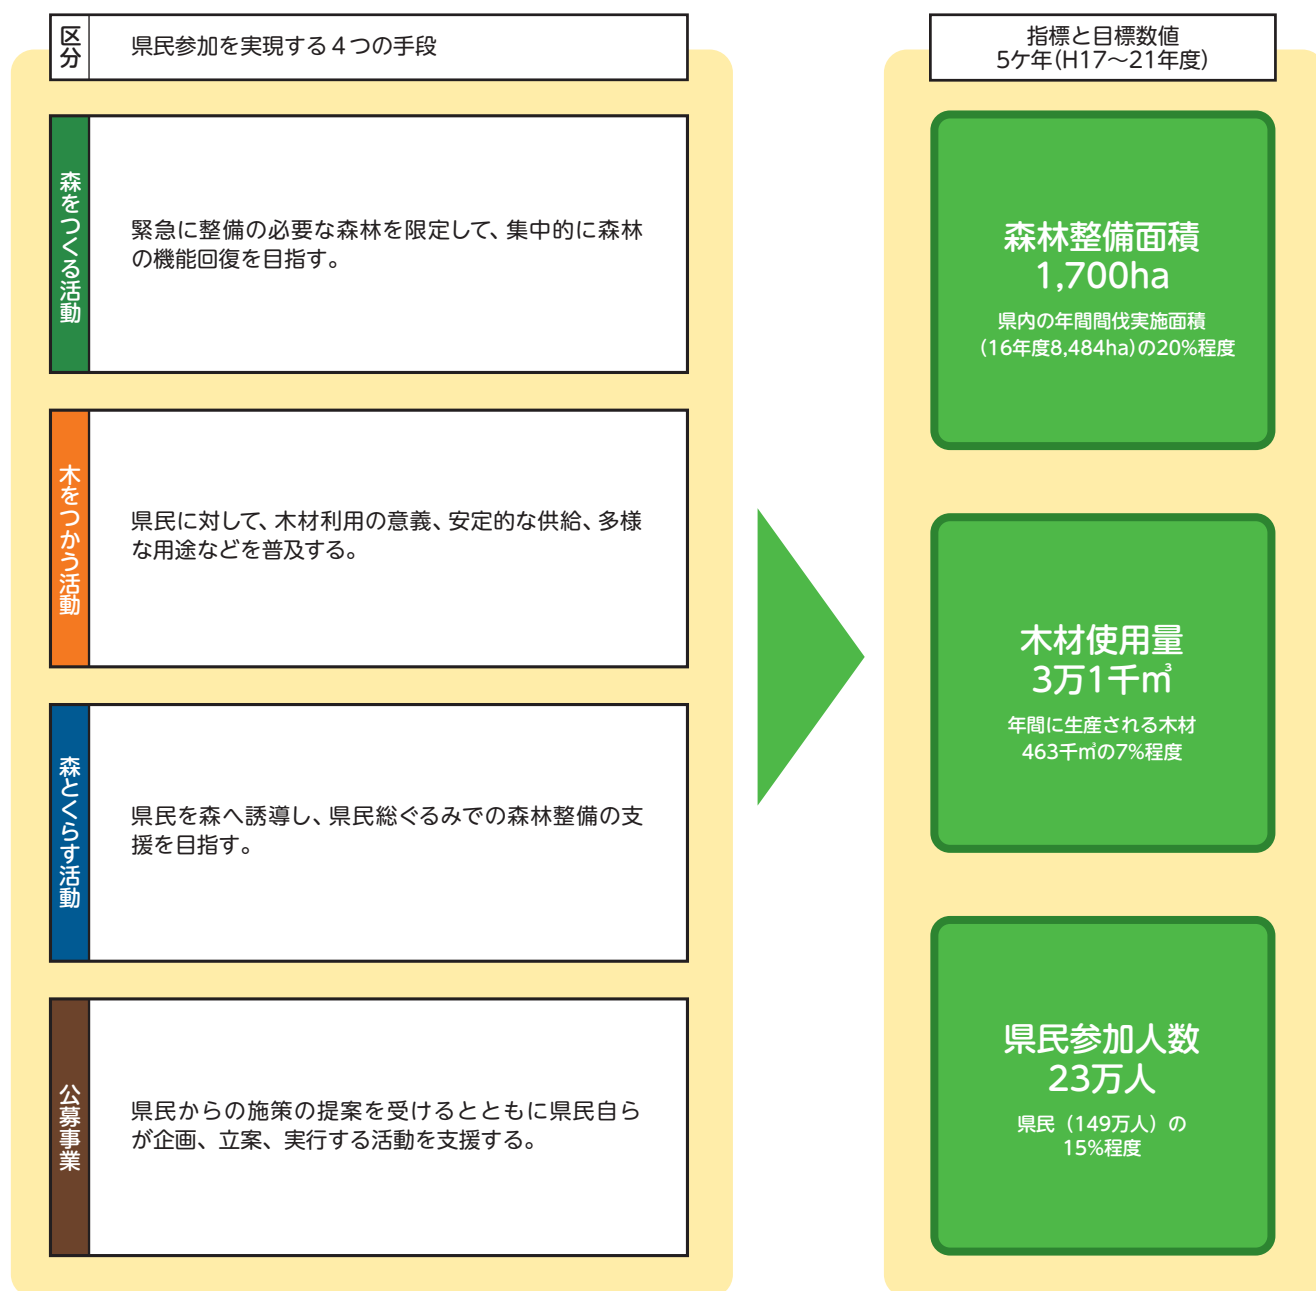 区分
県民参加を実現する４つの手段
森をつくる活動
緊急に整備の必要な森林を限定して、集中的に森林
の機能回復を目指す。
木をつかう活動
県民に対して、木材利用の意義、安定的な供給、多様
な用途などを普及する。
森とくらす活動
県民を森へ誘導し、県民総ぐるみでの森林整備の支
援を目指す。
公募事業
県民からの施策の提案を受けるとともに県民自ら
が企画、立案、実行する活動を支援する。
指標と目標数値
5ケ年(H17～21年度)
森林整備面積
1,700ha
県内の年間間伐実施面積
(16年度8,484ha)の20%程度
木材使用量
3万1千㎥
年間に生産される木材
463千㎥の7%程度
県民参加人数
23万人
県民（149万人）の
15%程度